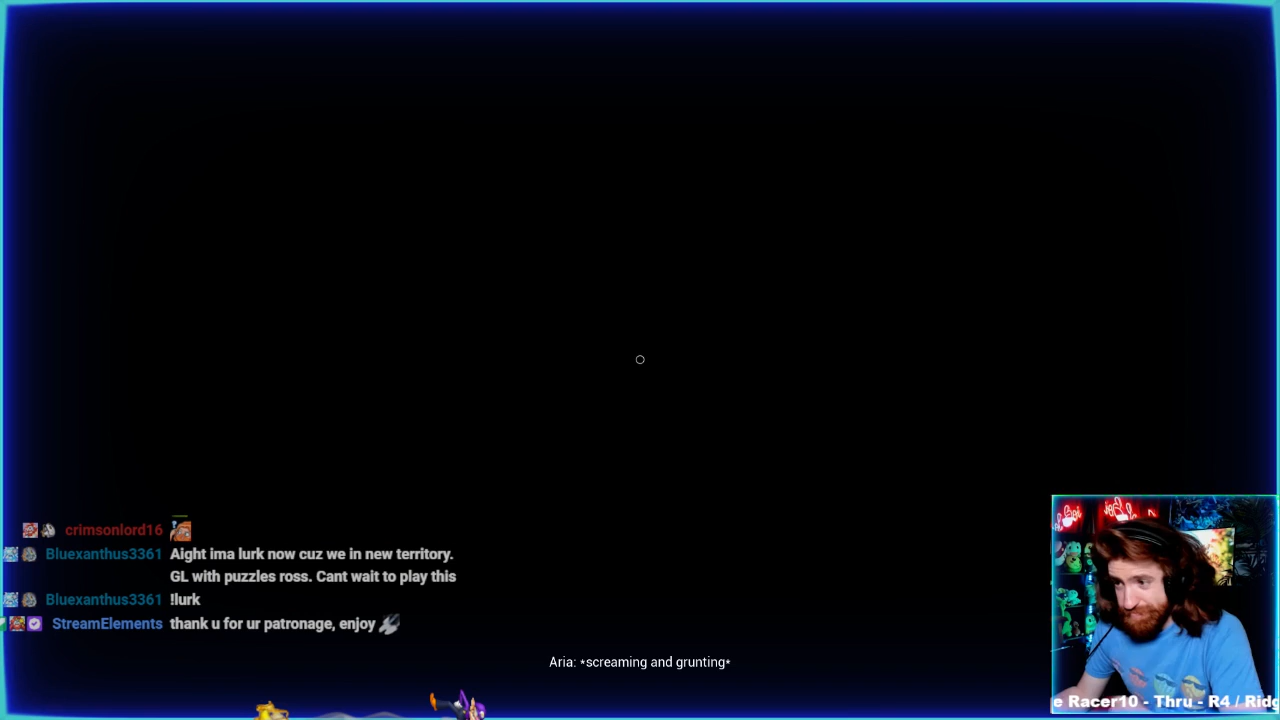 crimsonlord16
Bluexanthus3361 Aight ima lurk now cuz we in new territory.
GL with puzzles ross. Cant wait to play this
Bluexanthus3361 !lurk
StreamElements thank u for ur patronage, enjoy
Aria: *screaming and grunting*
e Racer10 - Thru - R4 / Ridg